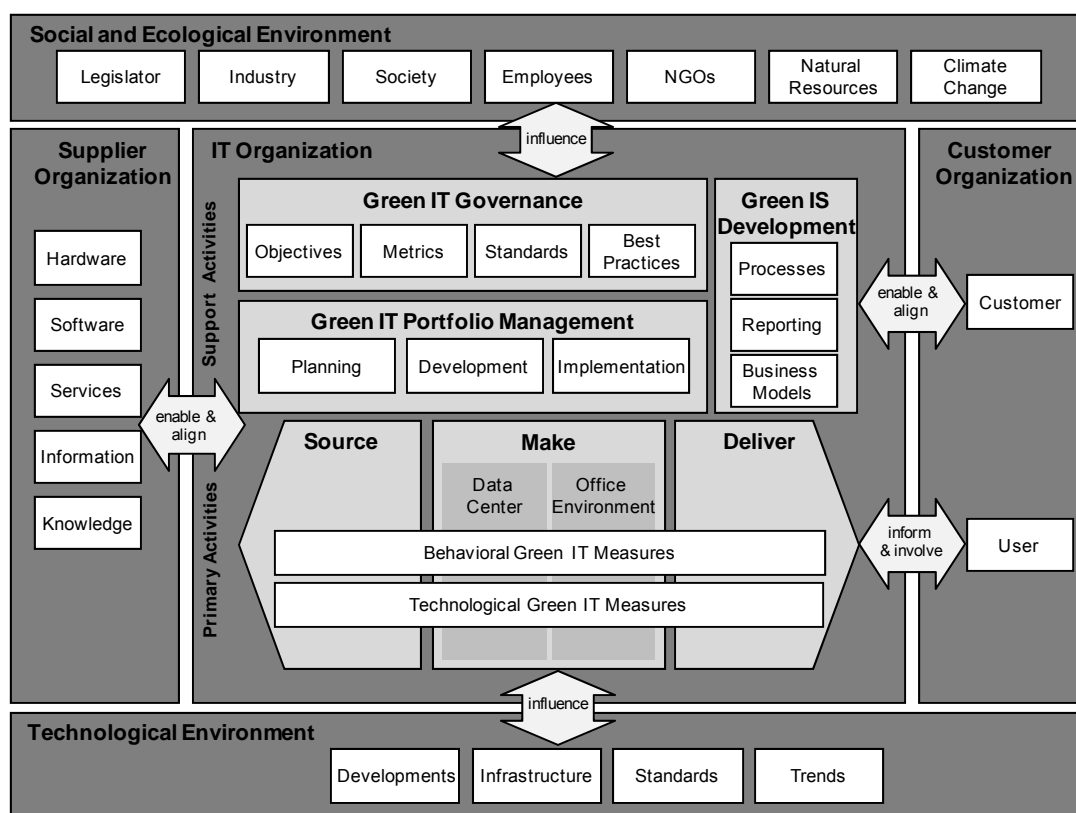 Social and Ecological Environment
Legislator
Industry
Society
Employees
NGOs
Natural
Resources
Climate
Change
influence
Supplier
Organization
Hardware
Software
Services
Information
Knowledge
enable &
align
IT Organization
Support Activities
Primary Activities
Green IT Governance
Objectives
Metrics
Standards
Best
Practices
Green IT Portfolio Management
Planning
Development
Implementation
Green IS
Development
Processes
Reporting
Business
Models
Source
Make
Data
Center
Office
Environment
Deliver
Behavioral Green IT Measures
Technological Green IT Measures
enable &
align
inform
& involve
Customer
Organization
Customer
User
influence
Technological Environment
Developments
Infrastructure
Standards
Trends